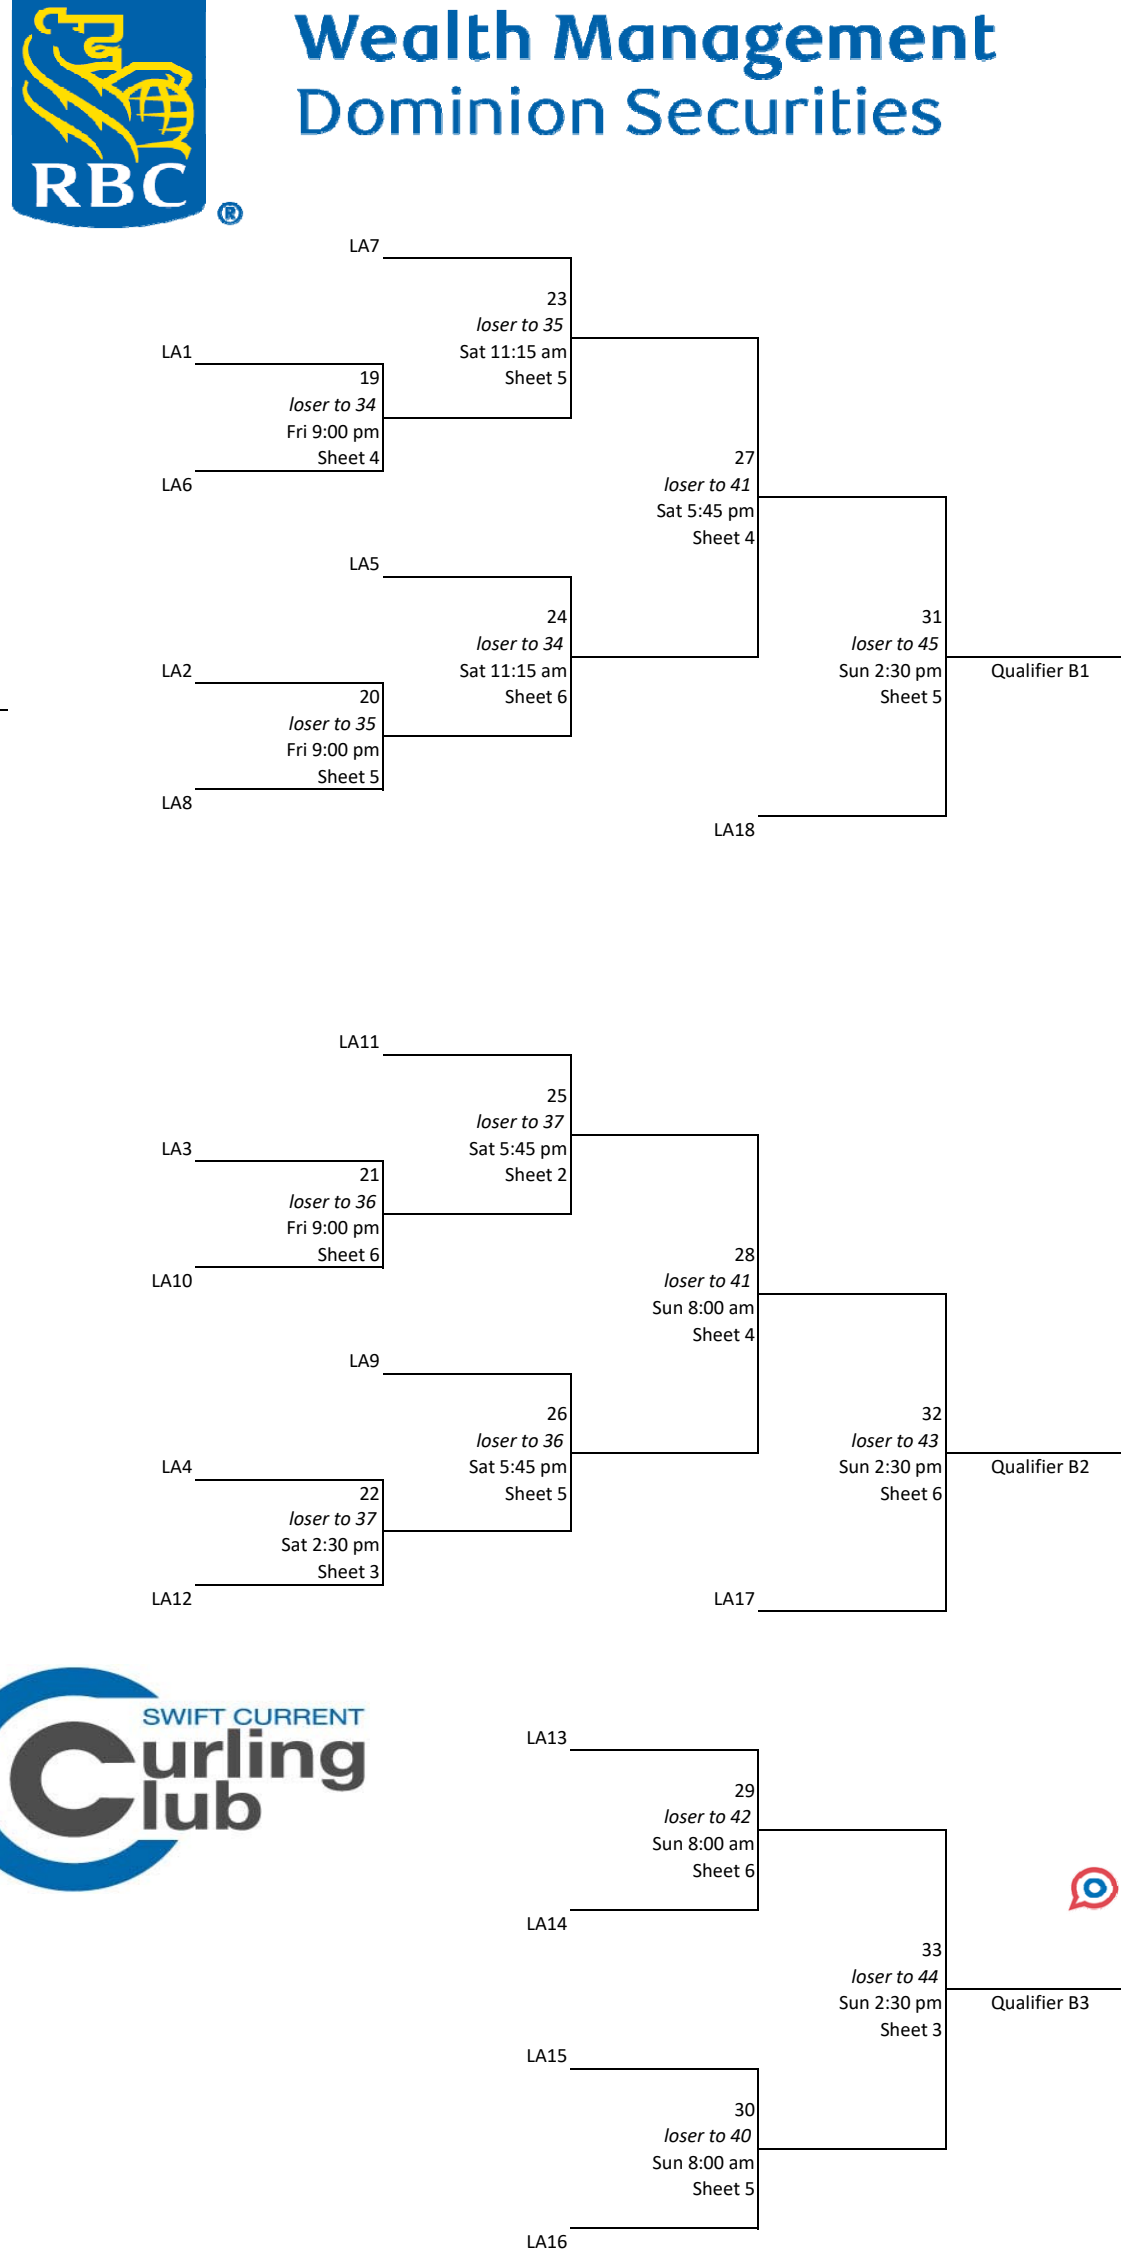 Wealth Management
Dominion Securities
RBC
®
LA7
23
loser to 35
Sat 11:15 am
Sheet 5
LA1
19
loser to 34
Fri 9:00 pm
Sheet 4
LA6
27
loser to 41
Sat 5:45 pm
Sheet 4
LA5
24
loser to 34
Sat 11:15 am
Sheet 6
LA2
20
loser to 35
Fri 9:00 pm
Sheet 5
LA8
31
loser to 45
Sun 2:30 pm
Sheet 5
Qualifier B1
LA18
LA11
25
loser to 37
Sat 5:45 pm
Sheet 2
LA3
21
loser to 36
Fri 9:00 pm
Sheet 6
LA10
28
loser to 41
Sun 8:00 am
Sheet 4
LA9
26
loser to 36
Sat 5:45 pm
Sheet 5
LA4
22
loser to 37
Sat 2:30 pm
Sheet 3
LA12
32
loser to 43
Sun 2:30 pm
Sheet 6
Qualifier B2
LA17
SWIFT CURRENT
Curling
Club
LA13
29
loser to 42
Sun 8:00 am
Sheet 6
LA14
33
loser to 44
Sun 2:30 pm
Sheet 3
Qualifier B3
LA15
30
loser to 40
Sun 8:00 am
Sheet 5
LA16